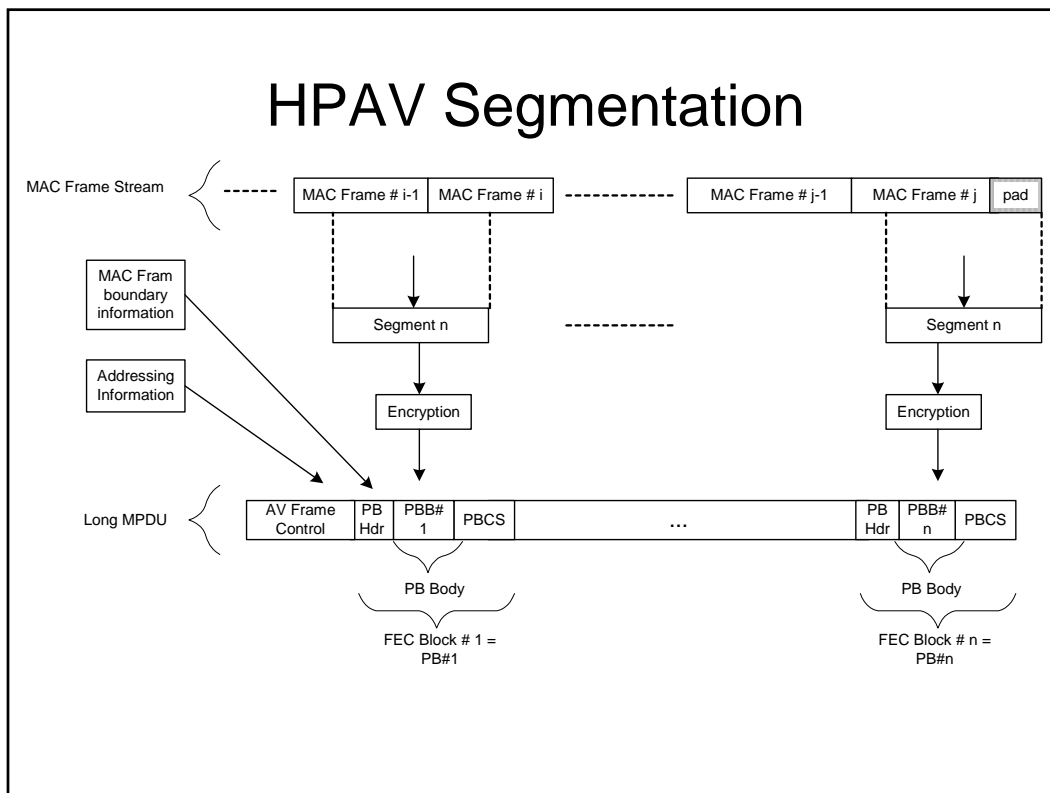 HPAV Segmentation
MAC Frame Stream
MAC Frame # i-1
MAC Frame # i
MAC Frame # j-1
MAC Frame # j
pad
MAC Fram
boundary
information
Segment n
Segment n
Addressing
Information
Encryption
Encryption
Long MPDU
AV Frame
Control
PB
Hdr
PBB#
1
PBCS
...
PB
Hdr
PBB#
n
PBCS
PB Body
PB Body
FEC Block # 1 =
PB#1
FEC Block # n =
PB#n